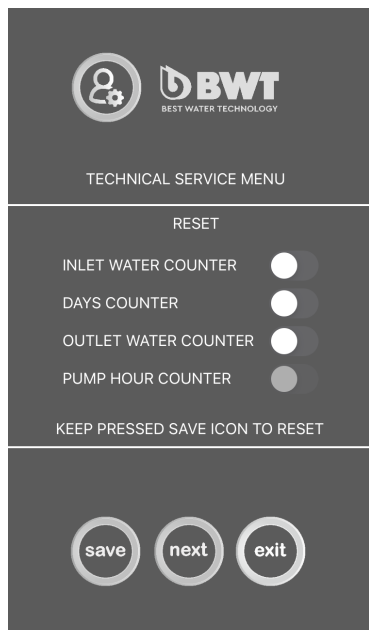 BWT
BEST WATER TECHNOLOGY
TECHNICAL SERVICE MENU
RESET
INLET WATER COUNTER
DAYS COUNTER
OUTLET WATER COUNTER
PUMP HOUR COUNTER
KEEP PRESSED SAVE ICON TO RESET
save next exit